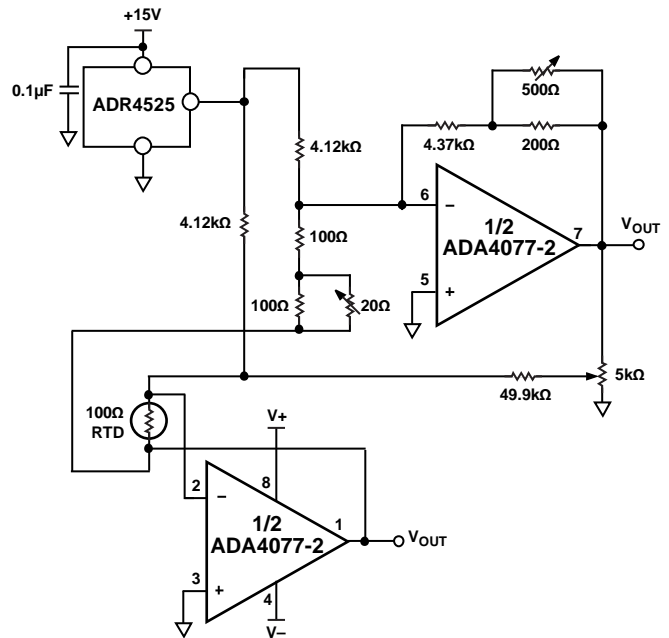 +15V
0.1µF
ADR4525
500Ω
4.37kΩ
200Ω
4.12kΩ
4.12kΩ
6
−
1/2
ADA4077-2
7
VOUT
5
+
100Ω
100Ω
20Ω
49.9kΩ
5kΩ
100Ω
RTD
V+
2
−
8
1/2
ADA4077-2
1
VOUT
3
+
4
V−